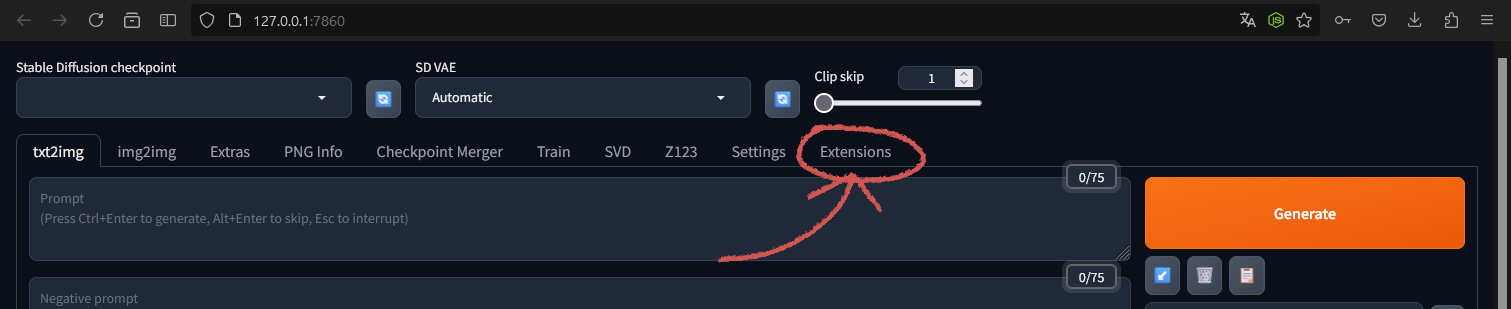 127.0.0.1:7860
Stable Diffusion checkpoint
SD VAE
Clip skip
1
Automatic
txt2img
img2img
Extras
PNG Info
Checkpoint Merger
Train
SVD
Z123
Settings
Extensions
0/75
Prompt
(Press Ctrl+Enter to generate, Alt+Enter to skip, Esc to interrupt)
Generate
0/75
Negative prompt